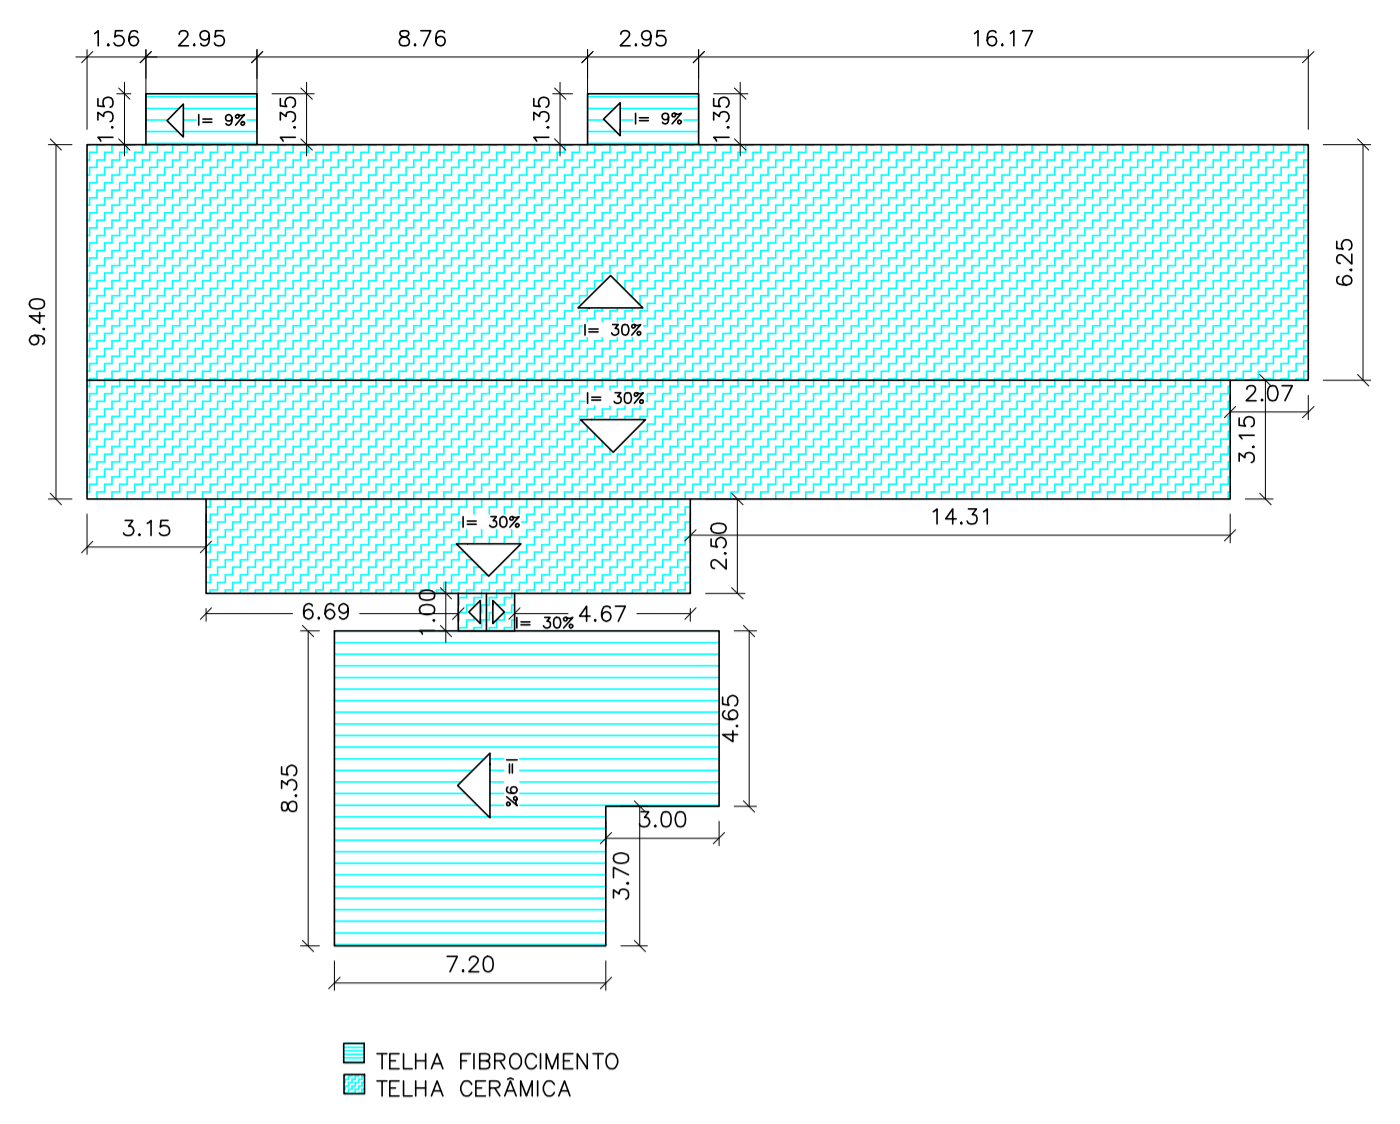 1.56 2.95 8.76 2.95 16.17
1.35 I= 9% 1.35 1.35 I= 9% 1.35
9.40
6.25
I= 30%
I= 30%
2.07
3.15
3.15
I= 30%
2.50
14.31
6.69
1.00
I= 30%
4.67
4.65
8.35
I= 9%
3.00
3.70
7.20
TELHA FIBROCIMENTO
TELHA CERÂMICA